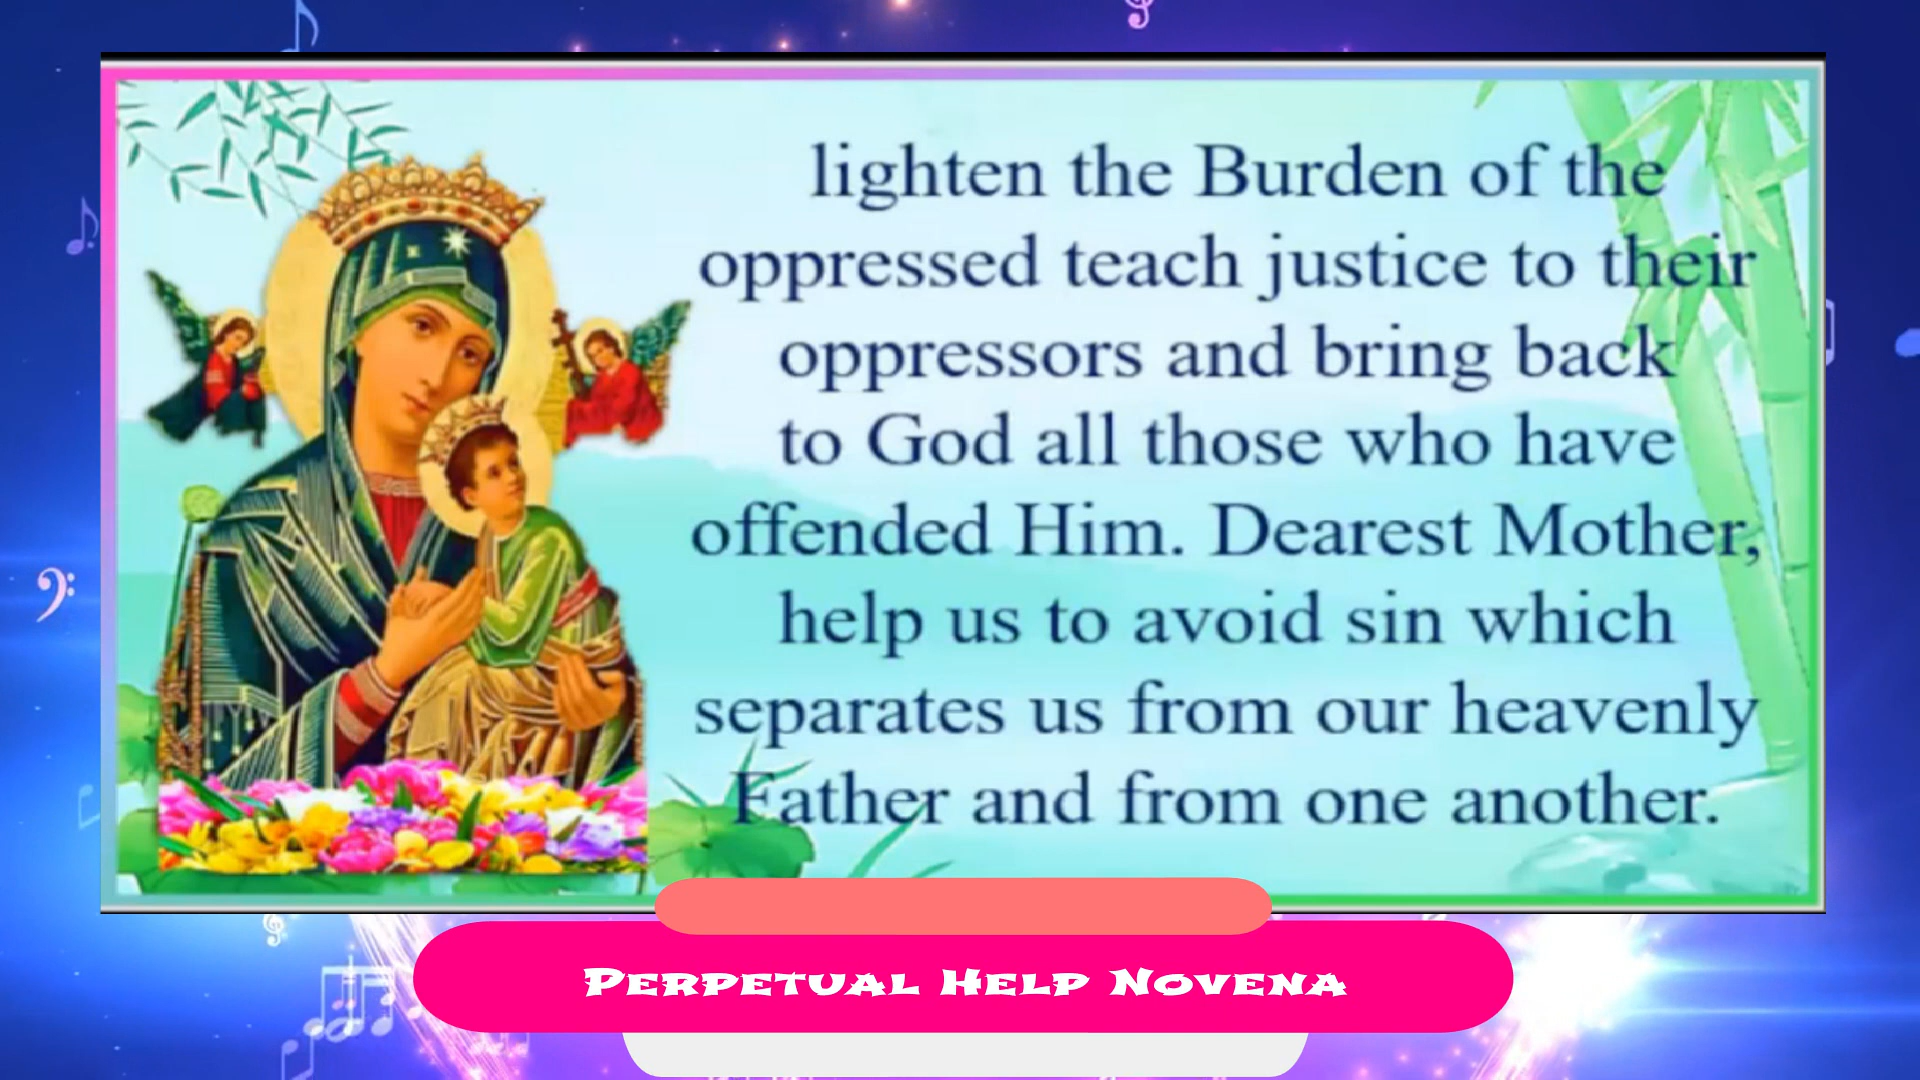 lighten the Burden of the
oppressed teach justice to their
oppressors and bring back
to God all those who have
offended Him. Dearest Mother,
help us to avoid sin which
separates us from our heavenly
Father and from one another.
Perpetual Help Novena